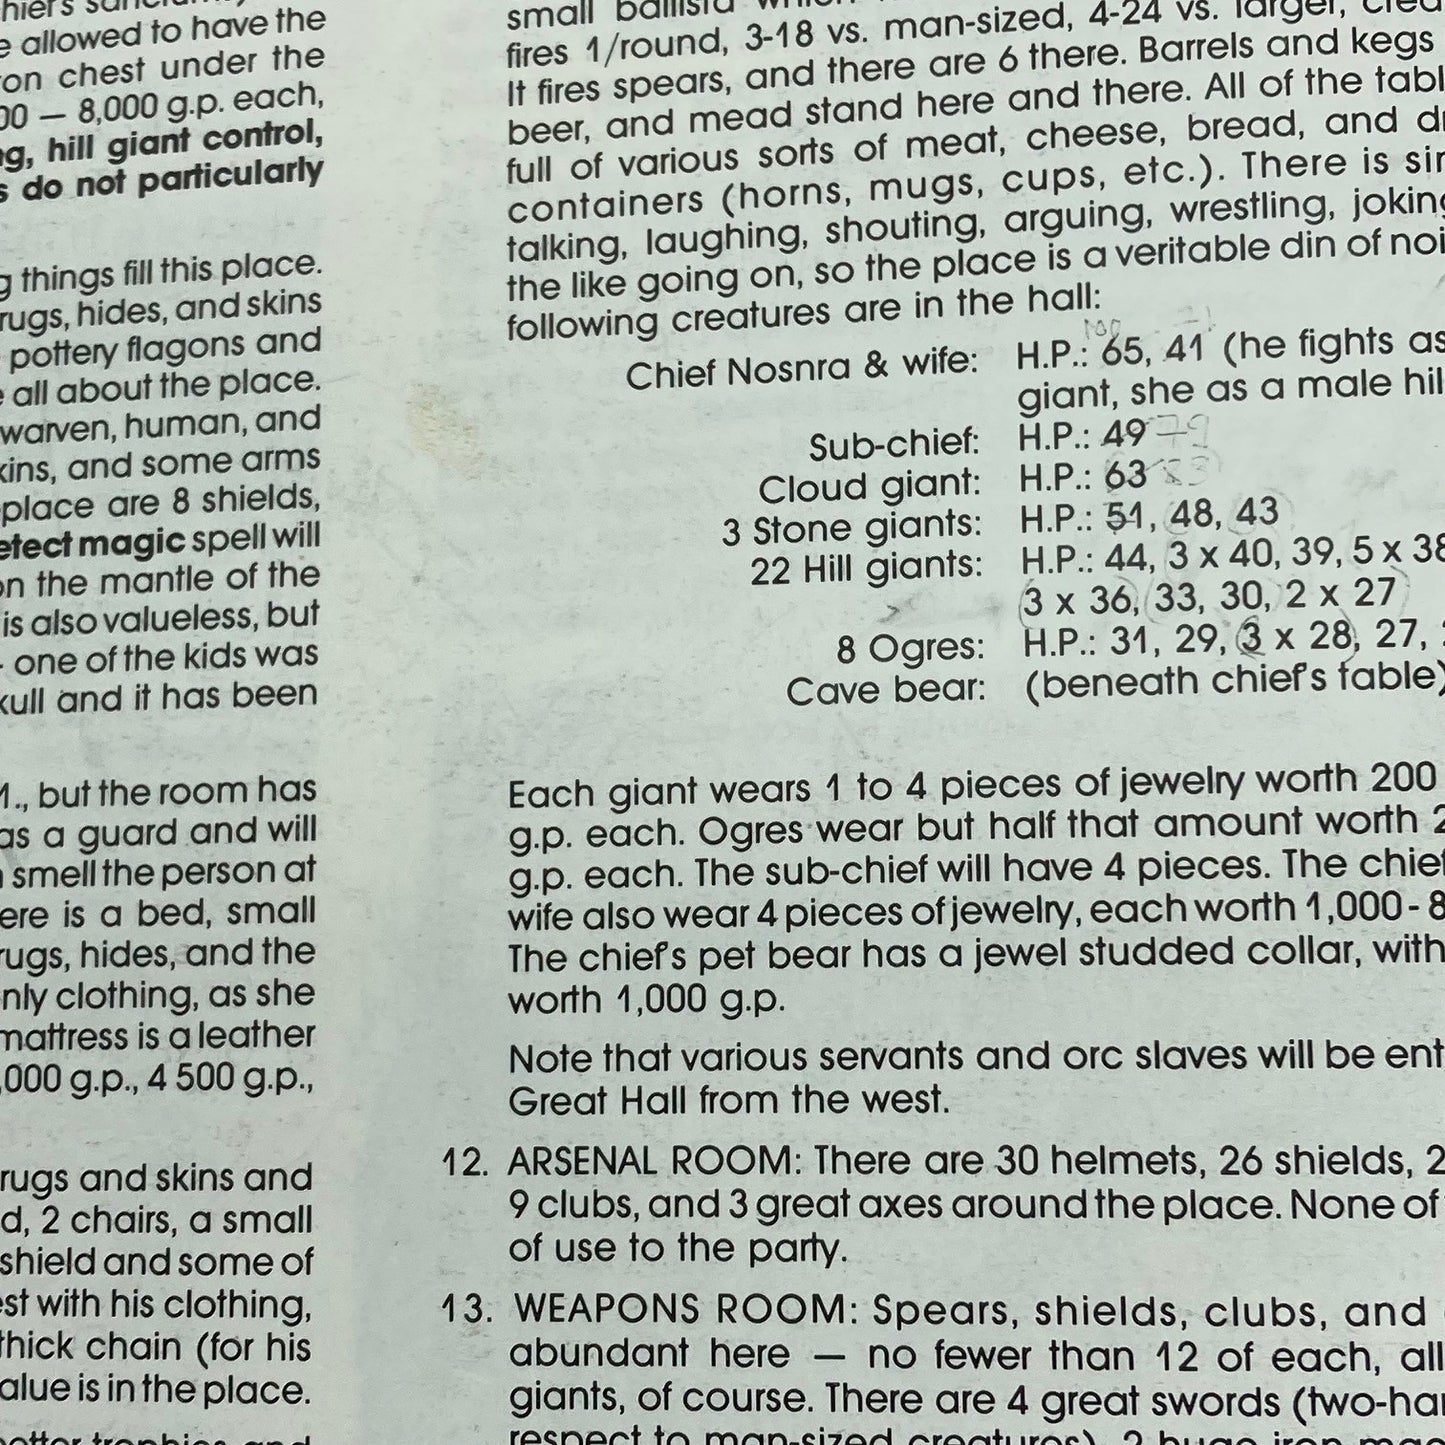 e allowed to have the
on chest under the
00 — 8,000 g.p. each,
g, hill giant control,
s do not particularly
g things fill this place.
rugs, hides, and skins
pottery flagons and
e all about the place.
warven, human, and
kins, and some arms
place are 8 shields,
etect magic spell will
on the mantle of the
is also valueless, but
- one of the kids was
kull and it has been
M., but the room has
as a guard and will
n smell the person at
ere is a bed, small
rugs, hides, and the
nly clothing, as she
mattress is a leather
,000 g.p., 4 500 g.p.,
rugs and skins and
d, 2 chairs, a small
shield and some of
est with his clothing,
thick chain (for his
alue is in the place.
small ballista
fires 1/round, 3-18 vs. man-sized, 4-24 vs. larger,
It fires spears, and there are 6 there. Barrels and kegs
beer, and mead stand here and there. All of the tabl
full of various sorts of meat, cheese, bread, and d
containers (horns, mugs, cups, etc.). There is sin
talking, laughing, shouting, arguing, wrestling, joking
the like going on, so the place is a veritable din of noi
following creatures are in the hall:
100
Chief Nosnra & wife: H.P.: 65, 41 (he fights as
giant, she as a male hil
Sub-chief: H.P.: 49 79
Cloud giant: H.P.: 63
3 Stone giants: H.P.: 51, 48, 43
22 Hill giants: H.P.: 44, 3 x 40, 39, 5 x 38
3 x 36, 33, 30, 2 x 27
8 Ogres: H.P.: 31, 29, 3 x 28, 27,
Cave bear: (beneath chief's table)
Each giant wears 1 to 4 pieces of jewelry worth 200
g.p. each. Ogres wear but half that amount worth 2
g.p. each. The sub-chief will have 4 pieces. The chief
wife also wear 4 pieces of jewelry, each worth 1,000- 8
The chief's pet bear has a jewel studded collar, with
worth 1,000 g.p.
Note that various servants and orc slaves will be ent
Great Hall from the west.
12. ARSENAL ROOM: There are 30 helmets, 26 shields, 2
9 clubs, and 3 great axes around the place. None of
of use to the party.
13. WEAPONS ROOM: Spears, shields, clubs, and
abundant here — no fewer than 12 of each, all
giants, of course. There are 4 great swords (two-ha
respect to man-sized creatures), 2 huge iron mac